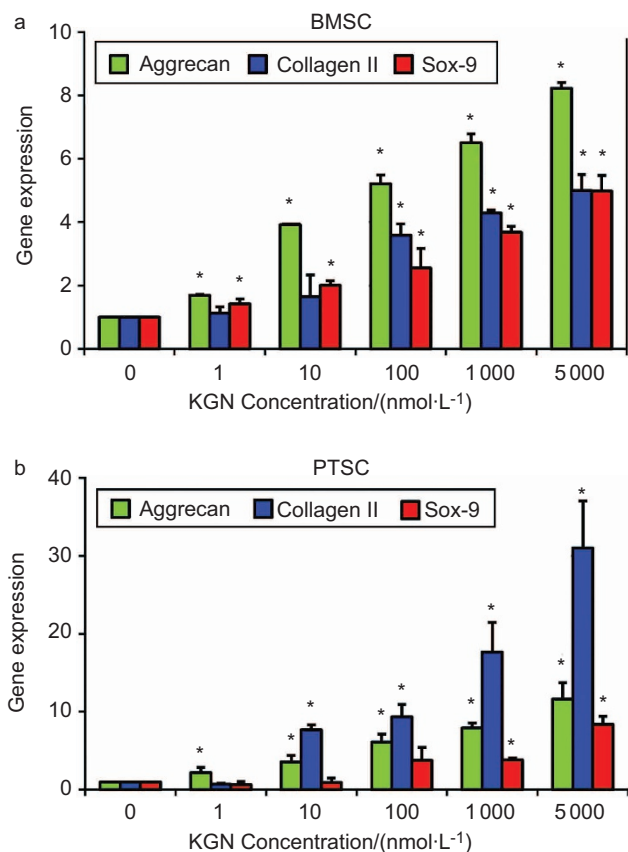 a
BMSC
10
Aggrecan Collagen II Sox-9
8
6
4
2
0
Gene expression
* * * * * * * * * * * * *
0 1 10 100 1 000 5 000
KGN Concentration/(nmol·L-1)
b
PTSC
40
Aggrecan Collagen II Sox-9
30
20
10
0
Gene expression
* * * * * * * * * * *
0 1 10 100 1 000 5 000
KGN Concentration/(nmol·L-1)